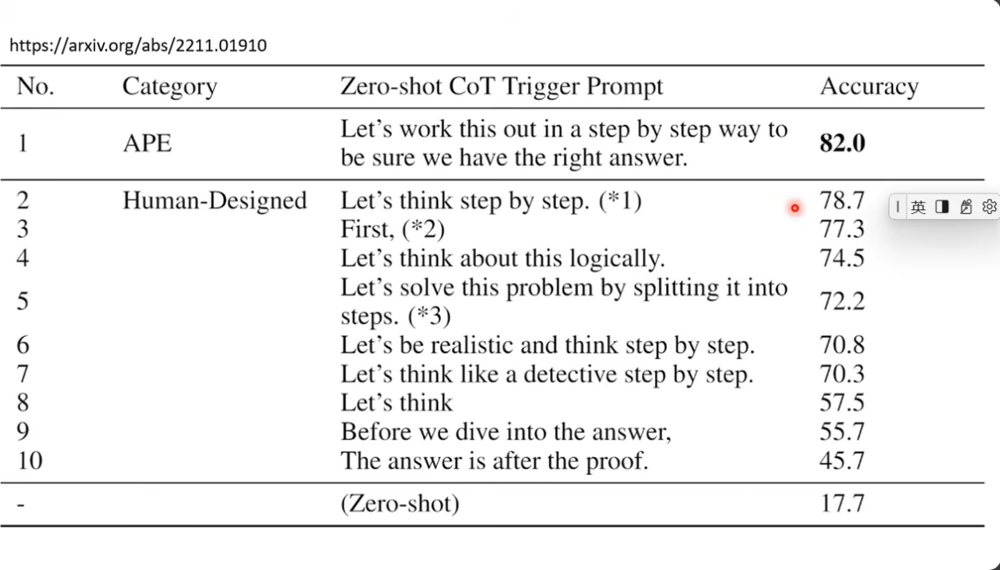 https://arxiv.org/abs/2211.01910
No. Category Zero-shot CoT Trigger Prompt Accuracy
1 APE Let's work this out in a step by step way to
be sure we have the right answer. 82.0
2 Human-Designed Let's think step by step. (*1) 78.7
3 First, (*2) 77.3
4 Let's think about this logically. 74.5
5 Let's solve this problem by splitting it into
steps. (*3) 72.2
6 Let's be realistic and think step by step. 70.8
7 Let's think like a detective step by step. 70.3
8 Let's think 57.5
9 Before we dive into the answer, 55.7
10 The answer is after the proof. 45.7
- (Zero-shot) 17.7
英